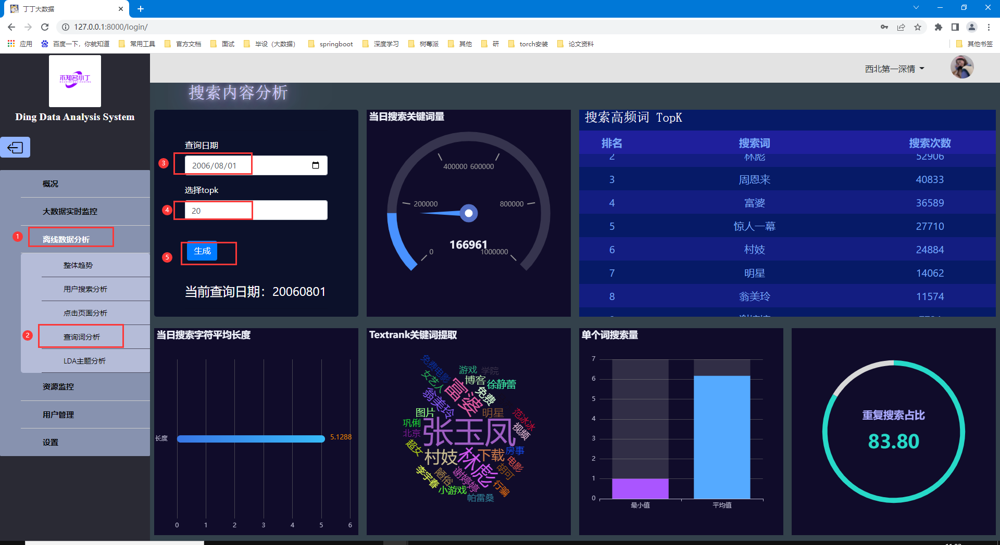 丁丁大数据
127.0.0.1:8000/login/
应用
百度一下，你就知道
常用工具
官方文档
面试
毕设（大数据）
springboot
深度学习
树莓派
其他
研
torch安装
论文资料
其他书签
木知名小丁
Ding Data Analysis System
西北第一深情
概况
大数据实时监控
1
离线数据分析
整体趋势
用户搜索分析
点击页面分析
2
查询词分析
LDA主题分析
资源监控
用户管理
设置
搜索内容分析
查询日期
3
2006/08/01
选择topk
4
20
5
生成
当前查询日期：20060801
当日搜索关键词量
400000 600000
200000
800000
166961
0
1000000
搜索高频词 TopK
排名 搜索词 搜索次数
2 林彪 52906
3 周恩来 40833
4 富婆 36589
5 惊人一幕 27710
6 村妓 24884
7 明星 14062
8 翁美玲 11574
当日搜索字符平均长度
长度
5.1288
0 1 2 3 4 5 6
Textrank关键词提取
免费电影
游戏
学院
女艺人
博客
徐静蕾
富婆
免费
翁美玲
图片
明星
范冰冰
巩俐
张玉凤
视频
北京
超女
村妓
林彪
下载
房事
电影
李宇春
陋俗
谢婷婷
胡可
行骗
小游戏
帕雷桑
单个词搜索量
7
6
5
4
3
2
1
0
最小值
平均值
重复搜索占比
83.80